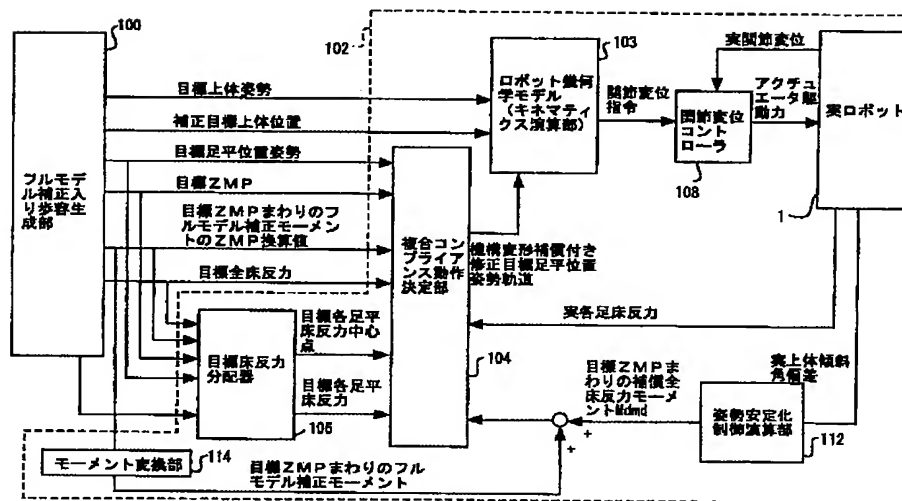 100
フルモデル補正入り歩容生成部
102
目標上体姿勢
補正目標上体位置
目標足平位置姿勢
目標ZMP
目標ZMPまわりのフ
ルモデル補正モーメン
トのZMP換算値
目標全床反力
103
ロボット幾何
学モデル
(キネマティ
クス演算部)
関節変位
指令
実関節変位
関節変位
コント
ローラ
108
アクチュ
エータ駆
動力
実ロボット
1
複合コン
プライア
ンス動作
決定部
104
機構変形補償付き
修正目標足平位置
姿勢軌道
実各足床反力
目標床反力
分配器
106
目標各足平
床反力中心
点
目標各足平
床反力
目標ZMPま
わりの補償全
床反力モーメ
ントMdmd
実上体傾斜
角偏差
姿勢安定化
制御演算部
112
+
+
モーメント変換部
114
目標ZMPまわりのフル
モデル補正モーメント